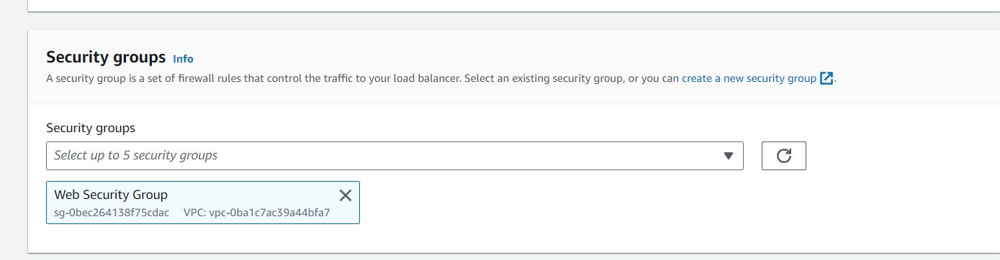 Security groups Info
A security group is a set of firewall rules that control the traffic to your load balancer. Select an existing security group, or you can create a new security group.
Security groups
Select up to 5 security groups
Web Security Group
sg-0bec264138f75cdac VPC: vpc-0ba1c7ac39a44bfa7